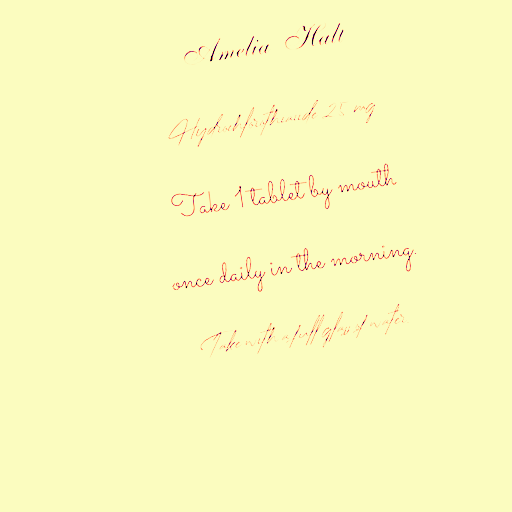 Amelia Halt
Hydrochlorothiazide 25 mg
Take 1 tablet by mouth
once daily in the morning.
Take with a full glass of water